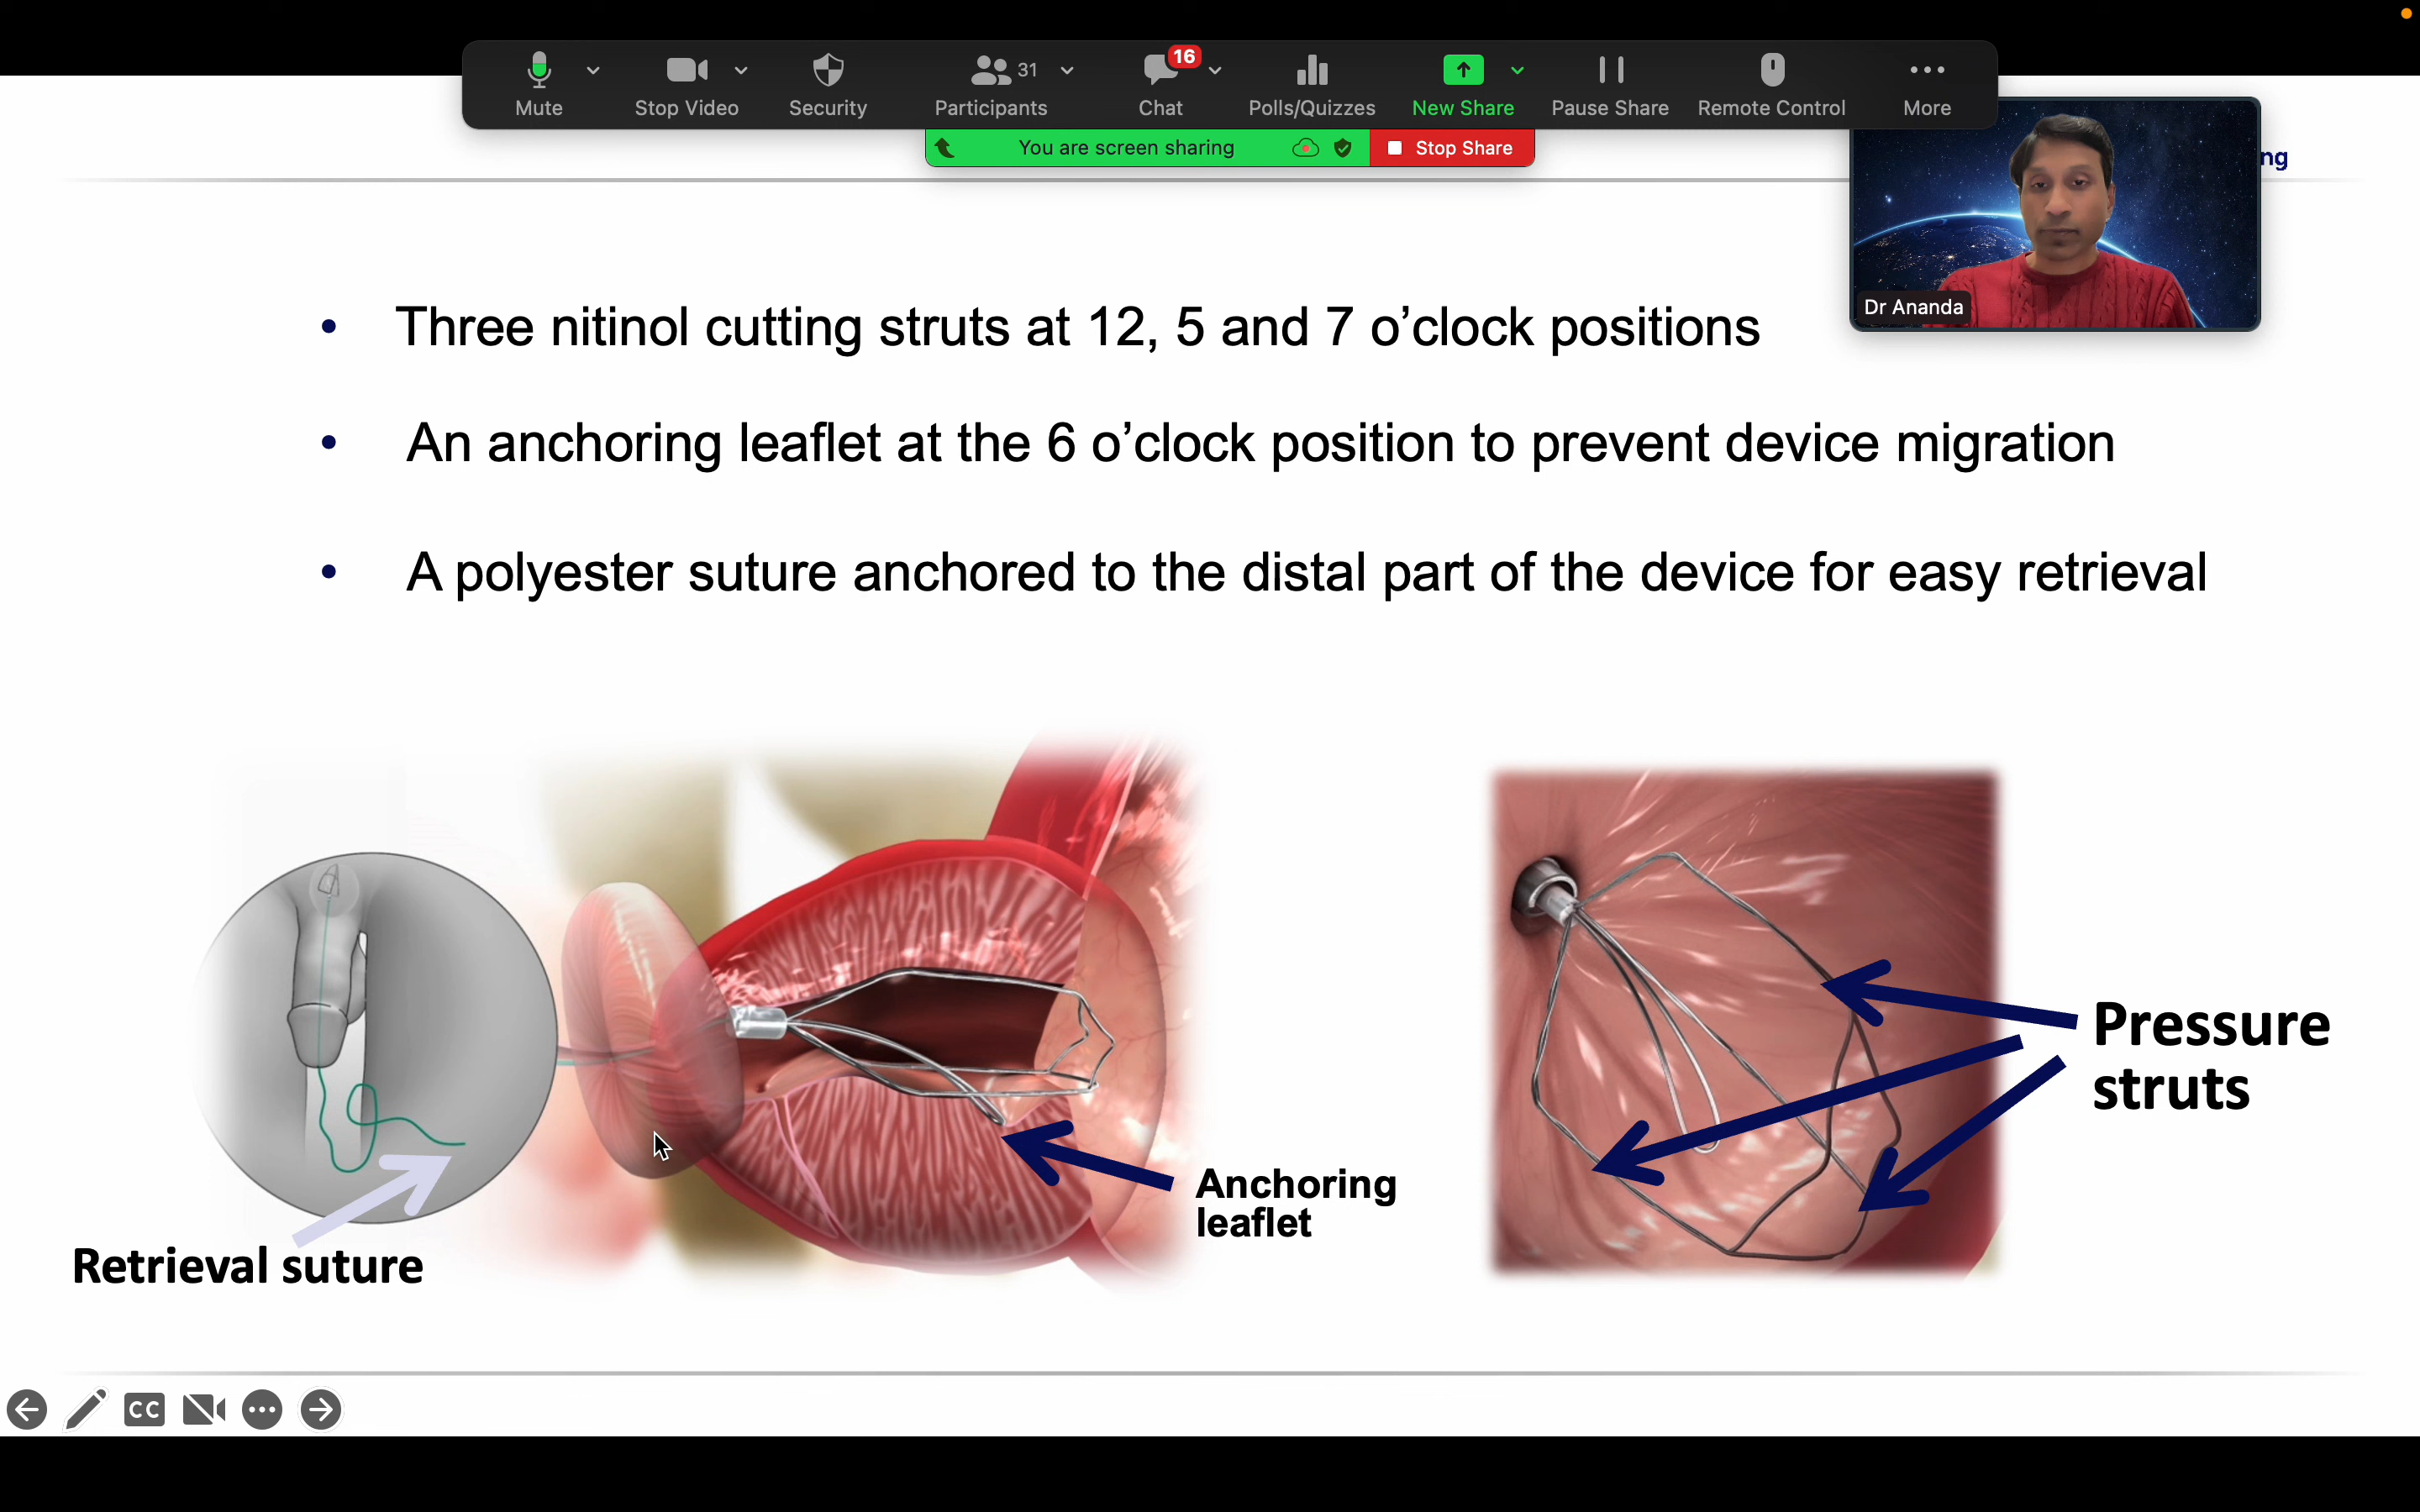 Mute
Stop Video
Security
31
Participants
16
Chat
Polls/Quizzes
New Share
Pause Share
Remote Control
More
You are screen sharing
Stop Share
Dr Ananda
• Three nitinol cutting struts at 12, 5 and 7 o’clock positions
• An anchoring leaflet at the 6 o’clock position to prevent device migration
• A polyester suture anchored to the distal part of the device for easy retrieval
Pressure
struts
Anchoring
leaflet
Retrieval suture
CC